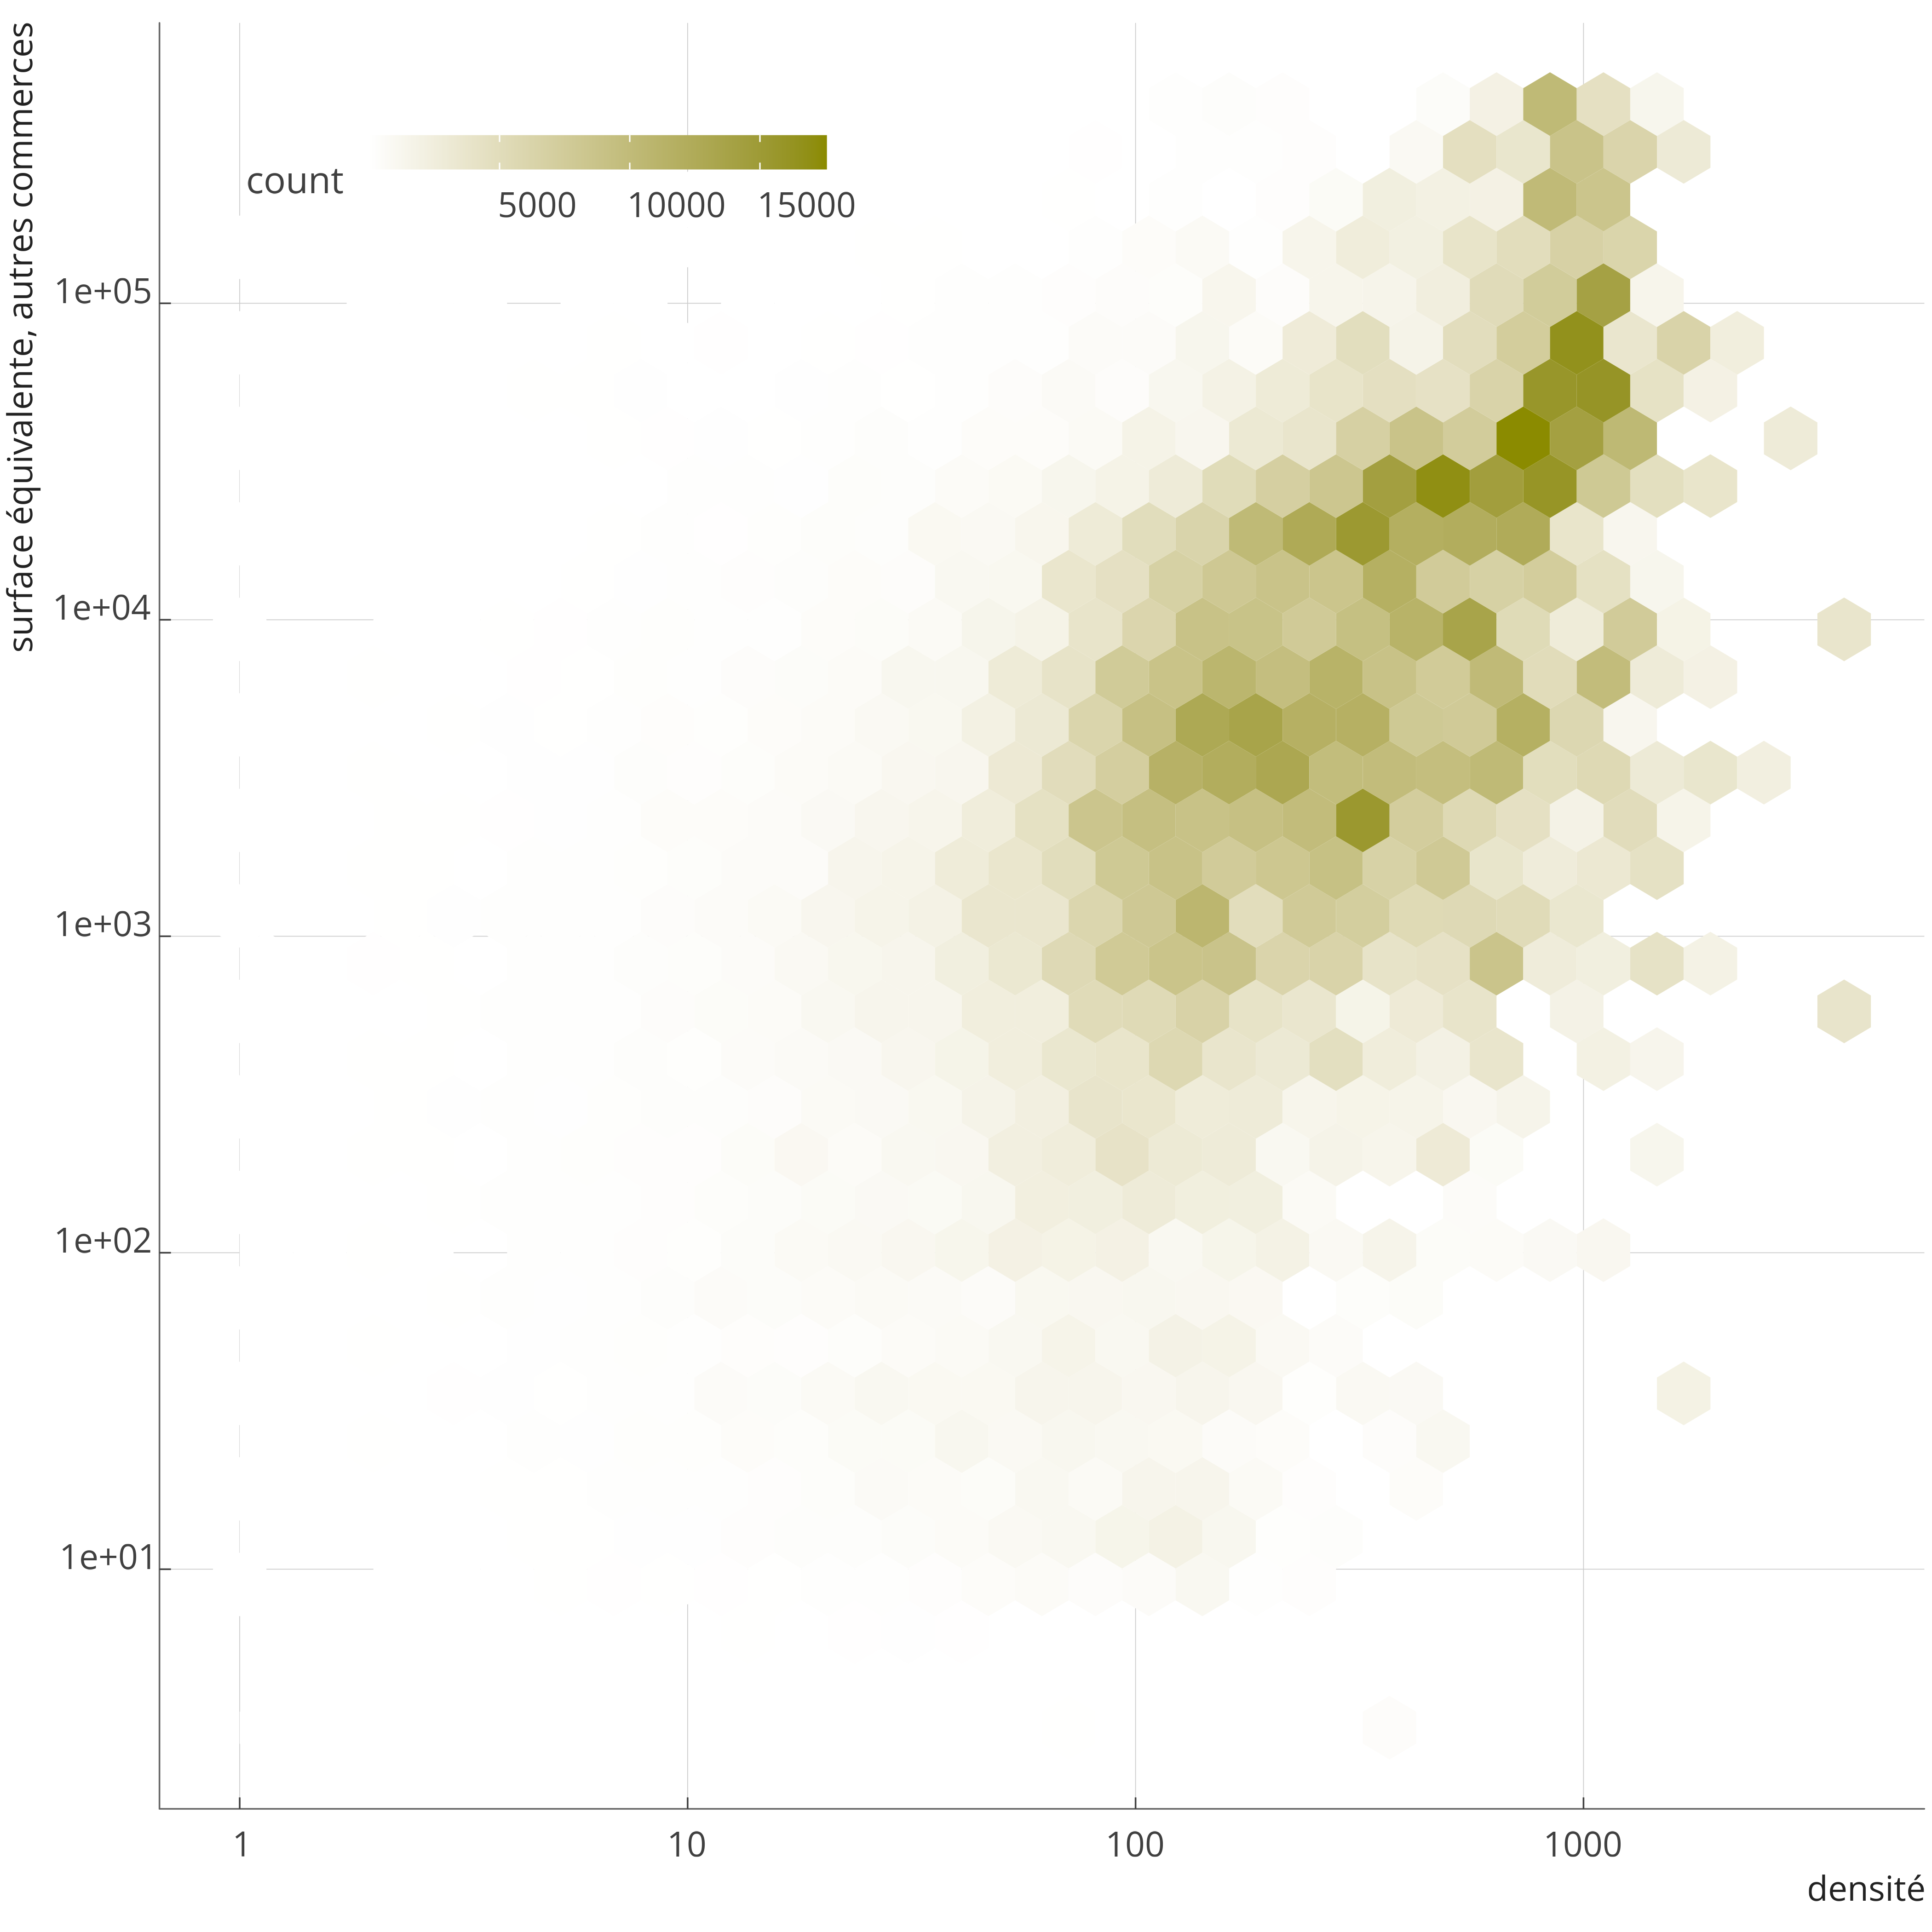 surface équivalente, autres commerces
count
5000 10000 15000
1e+05
1e+04
1e+03
1e+02
1e+01
1 10 100 1000
densité